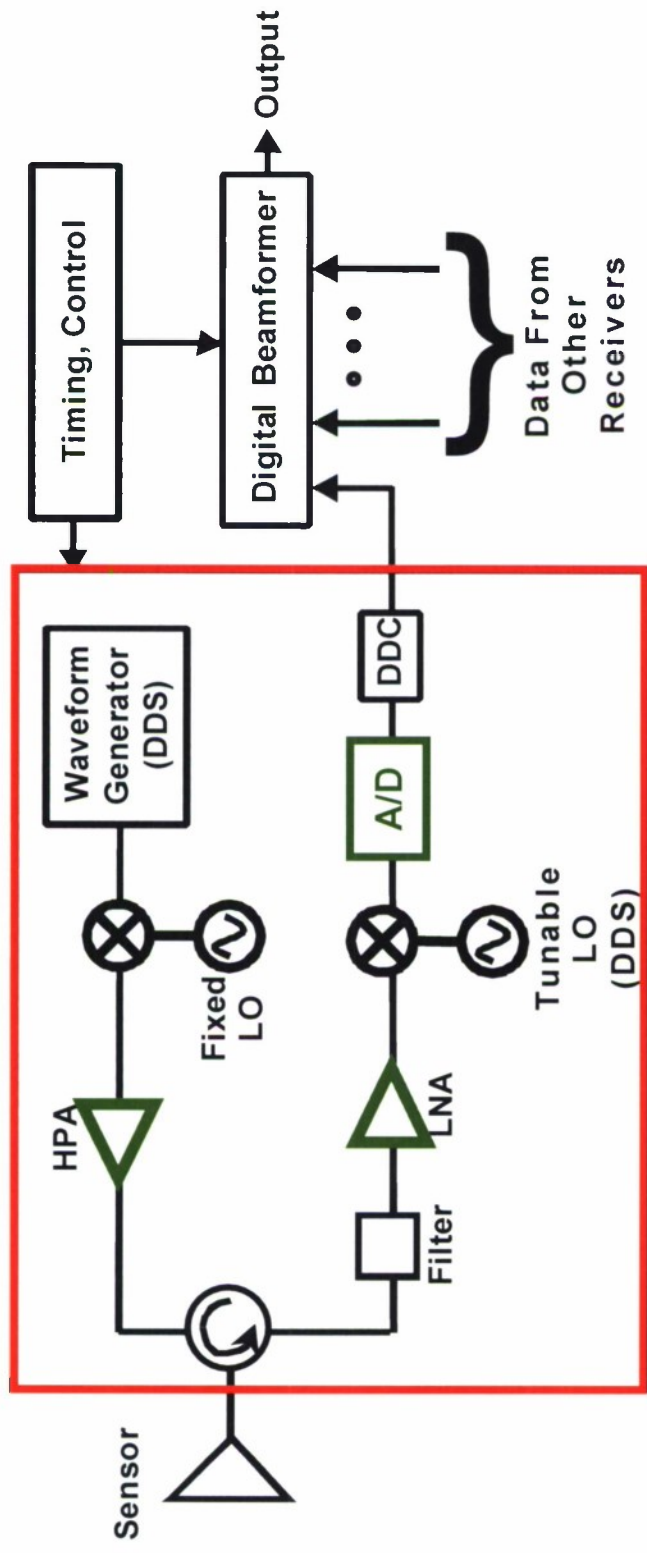 Sensor
HPA
Fixed
LO
Waveform
Generator
(DDS)
Filter
LNA
Tunable
LO
(DDS)
A/D
DDC
Timing, Control
Digital Beamformer
Output
Data From
Other
Receivers